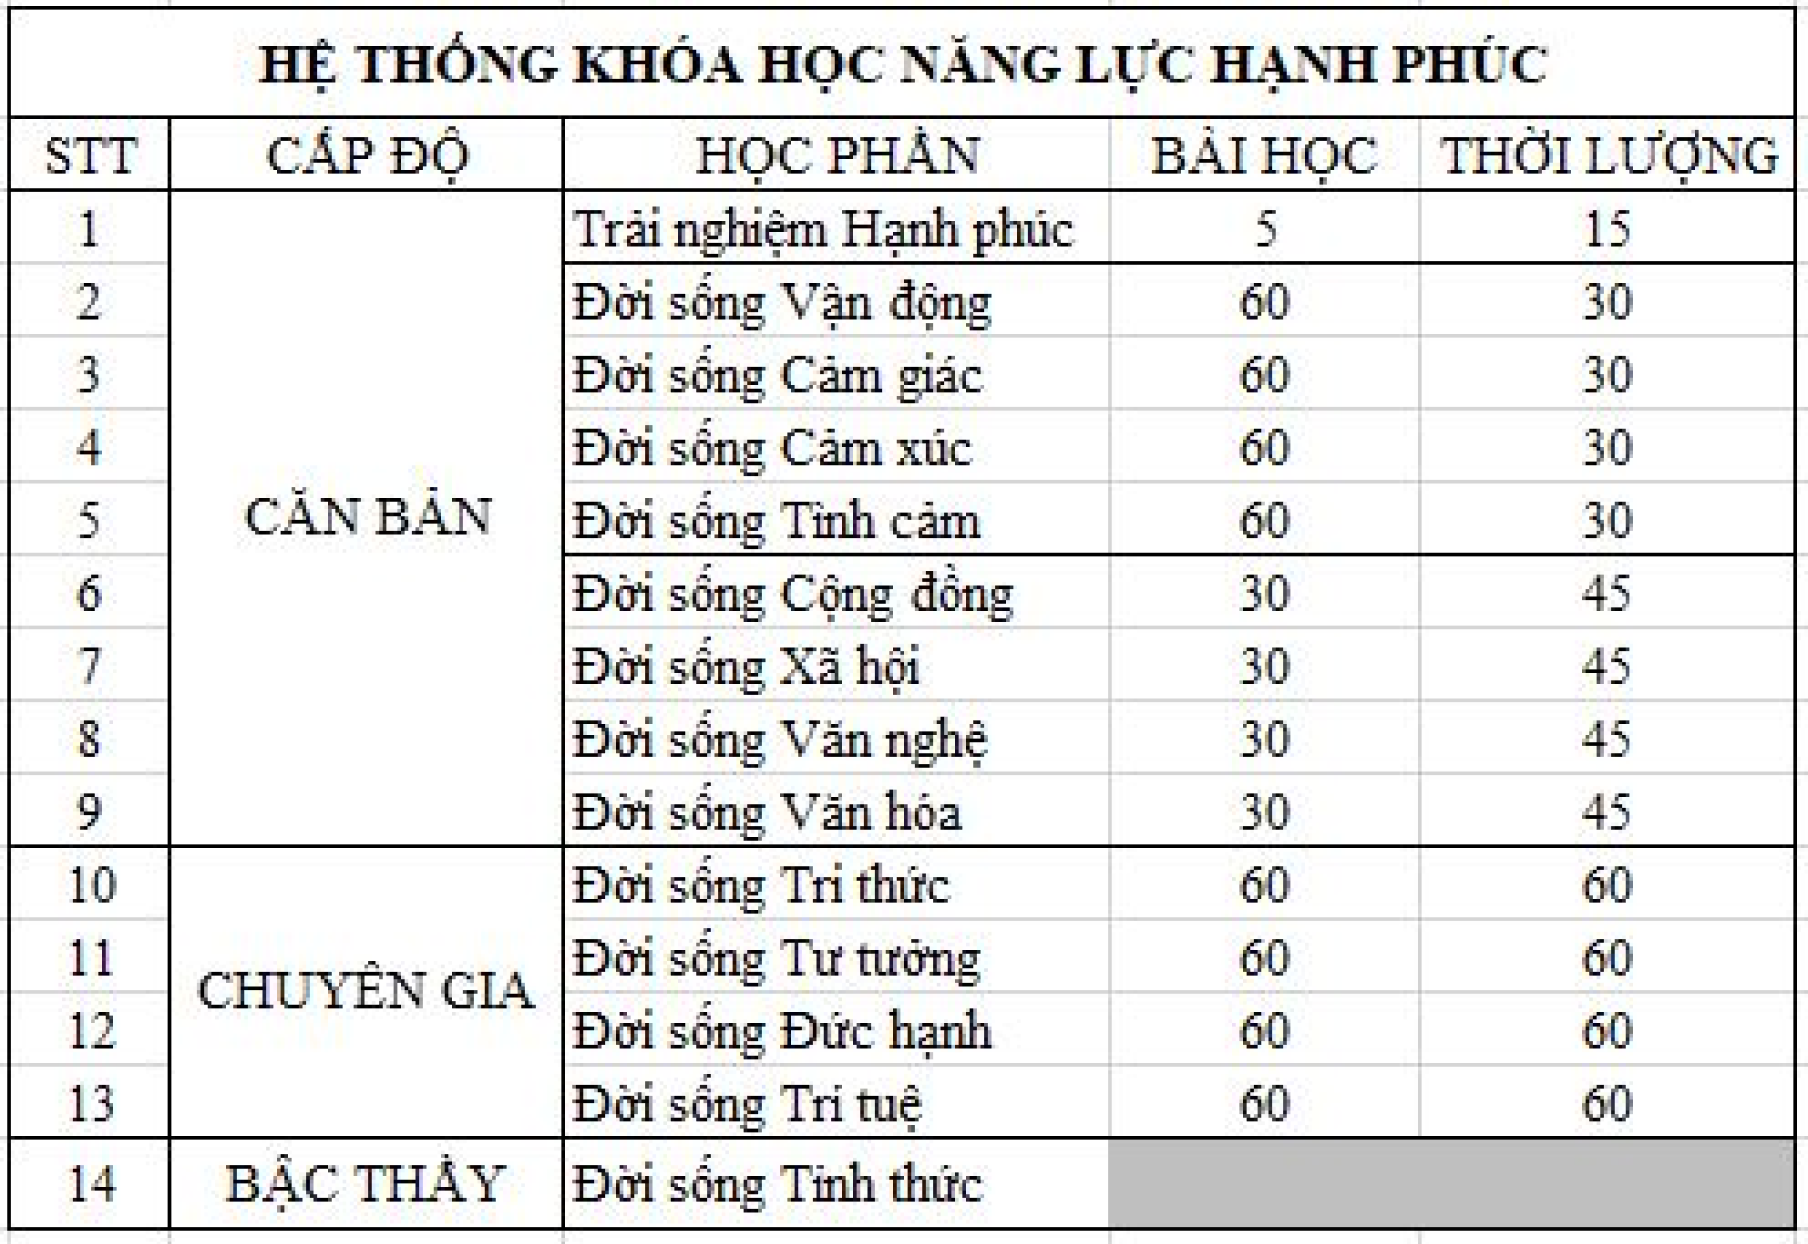 HỆ THỐNG KHÓA HỌC NĂNG LỰC HẠNH PHÚC
STT CẤP ĐỘ HỌC PHẦN BÀI HỌC THỜI LƯỢNG
1 Trải nghiệm Hạnh phúc 5 15
2 Đời sống Vận động 60 30
3 Đời sống Cảm giác 60 30
4 Đời sống Cảm xúc 60 30
5 CĂN BẢN Đời sống Tình cảm 60 30
6 Đời sống Cộng đồng 30 45
7 Đời sống Xã hội 30 45
8 Đời sống Văn nghệ 30 45
9 Đời sống Văn hóa 30 45
10 Đời sống Tri thức 60 60
11 CHUYÊN GIA Đời sống Tư tưởng 60 60
12 Đời sống Đức hạnh 60 60
13 Đời sống Trí tuệ 60 60
14 BẬC THẦY Đời sống Tỉnh thức